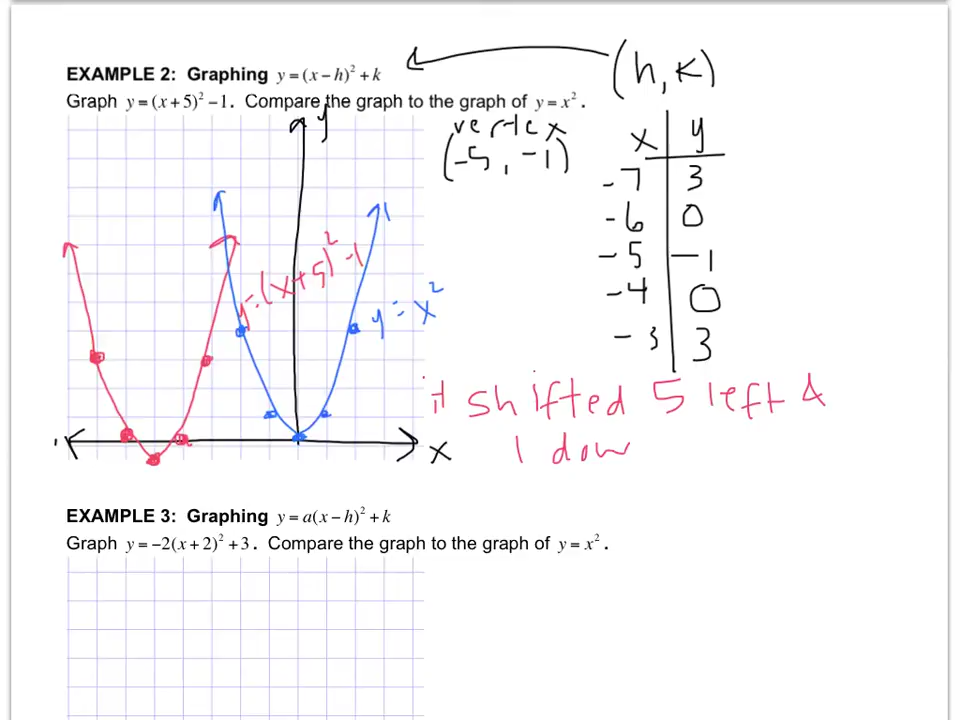 EXAMPLE 2: Graphing y = (x − h)² + k
(h, k)
Graph y = (x + 5)² − 1. Compare the graph to the graph of y = x².
y
vertex
(-5, -1)
x y
-7 3
-6 0
-5 -1
-4 0
-3 3
y=(x+5)²-1
y = x²
it shifted 5 left &
1 dow
x
EXAMPLE 3: Graphing y = a(x − h)² + k
Graph y = −2(x + 2)² + 3. Compare the graph to the graph of y = x².